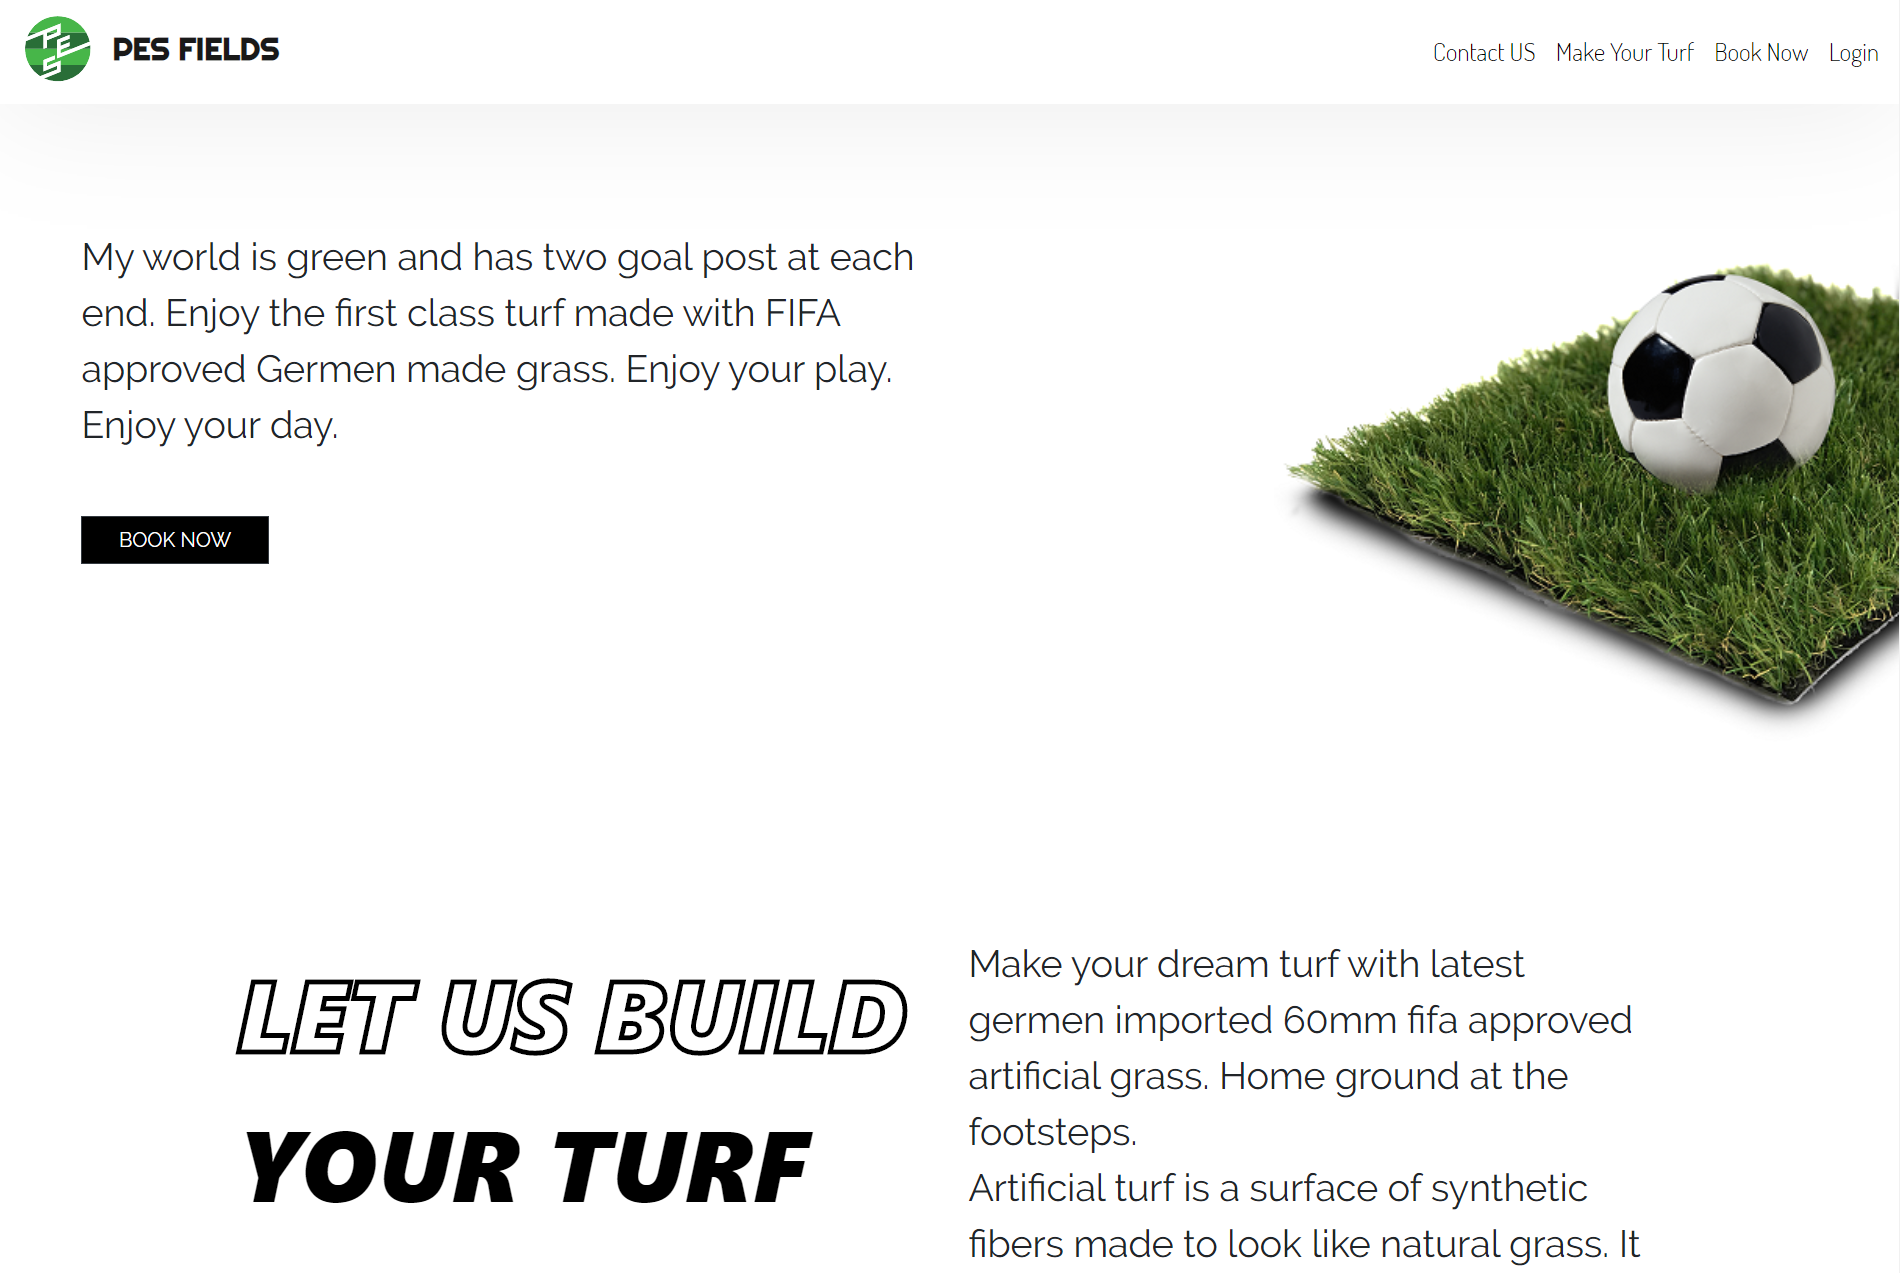 PES
PES FIELDS
Contact US Make Your Turf Book Now Login
My world is green and has two goal post at each
end. Enjoy the first class turf made with FIFA
approved Germen made grass. Enjoy your play.
Enjoy your day.
BOOK NOW
LET US BUILD
YOUR TURF
Make your dream turf with latest
germen imported 60mm fifa approved
artificial grass. Home ground at the
footsteps.
Artificial turf is a surface of synthetic
fibers made to look like natural grass. It